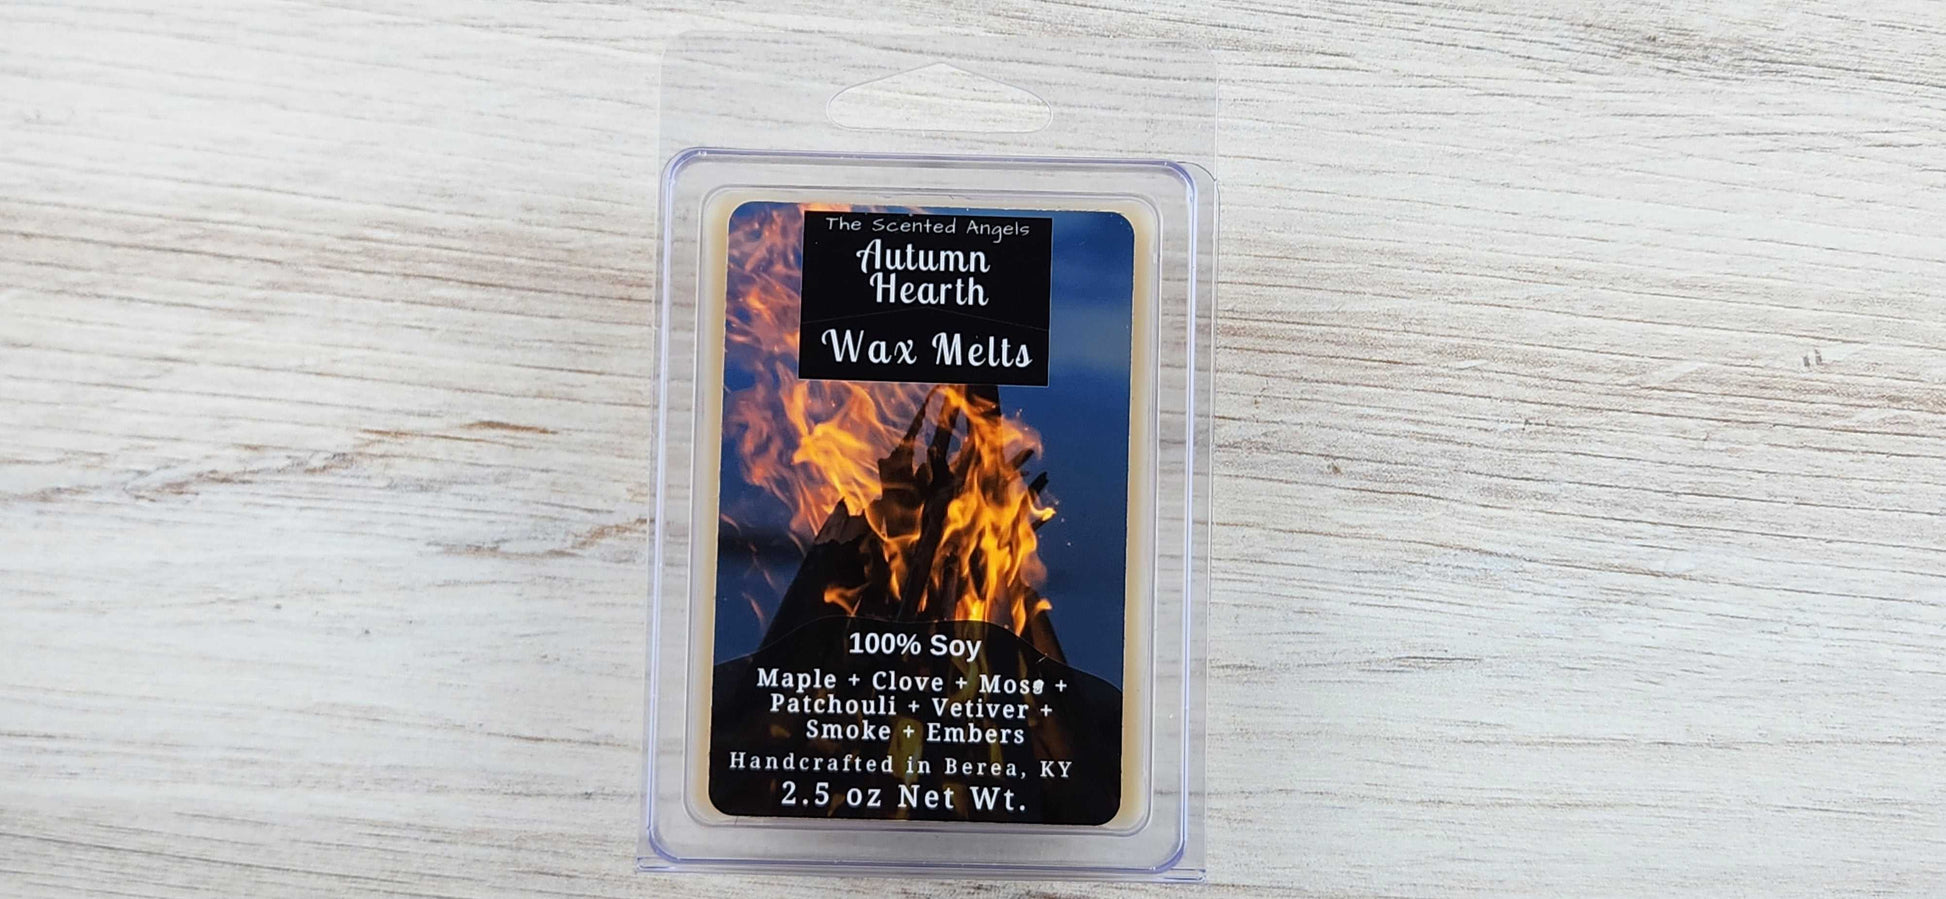 The Scented Angels
Autumn
Hearth
Wax Melts
100% Soy
Maple + Clove + Moss +
Patchouli + Vetiver +
Smoke + Embers
Handcrafted in Berea, KY
2.5 oz Net Wt.